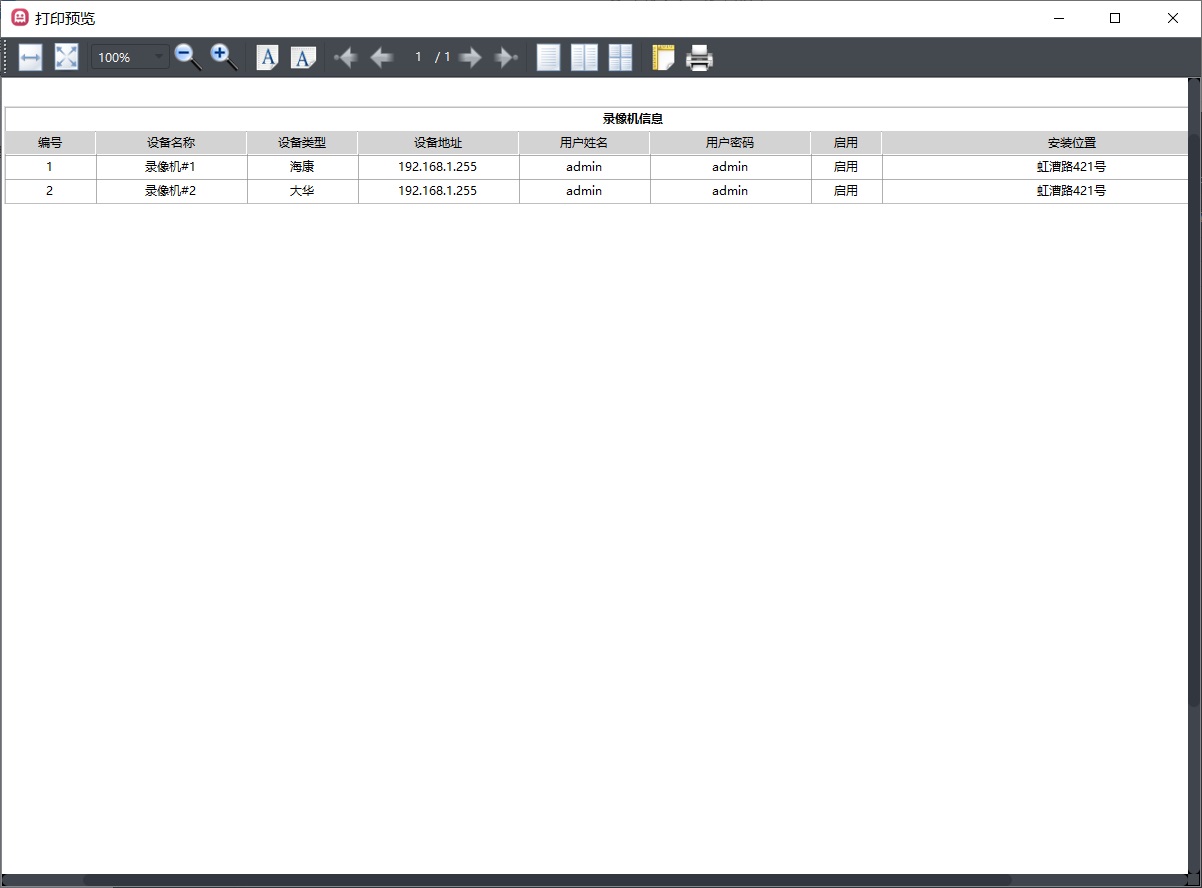 打印预览
100%
1 / 1
录像机信息
编号 设备名称 设备类型 设备地址 用户姓名 用户密码 启用 安装位置
1 录像机#1 海康 192.168.1.255 admin admin 启用 虹漕路421号
2 录像机#2 大华 192.168.1.255 admin admin 启用 虹漕路421号